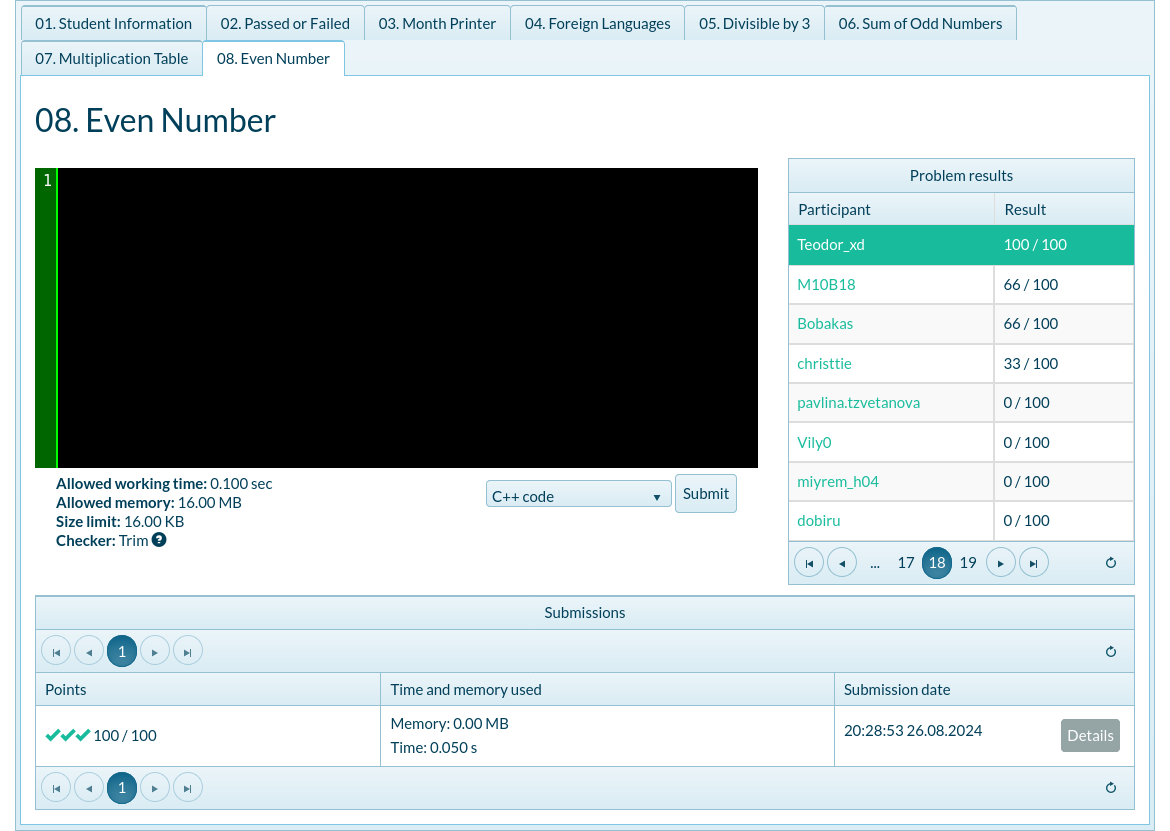 01. Student Information
02. Passed or Failed
03. Month Printer
04. Foreign Languages
05. Divisible by 3
06. Sum of Odd Numbers
07. Multiplication Table
08. Even Number
08. Even Number
1
Allowed working time: 0.100 sec
Allowed memory: 16.00 MB
Size limit: 16.00 KB
Checker: Trim ?
C++ code
Submit
Problem results
Participant Result
Teodor_xd 100 / 100
M10B18 66 / 100
Bobakas 66 / 100
christtie 33 / 100
pavlina.tzvetanova 0 / 100
Vily0 0 / 100
miyrem_h04 0 / 100
dobiru 0 / 100
... 17 18 19
Submissions
1
Points Time and memory used Submission date
100 / 100
Memory: 0.00 MB
Time: 0.050 s
20:28:53 26.08.2024
Details
1